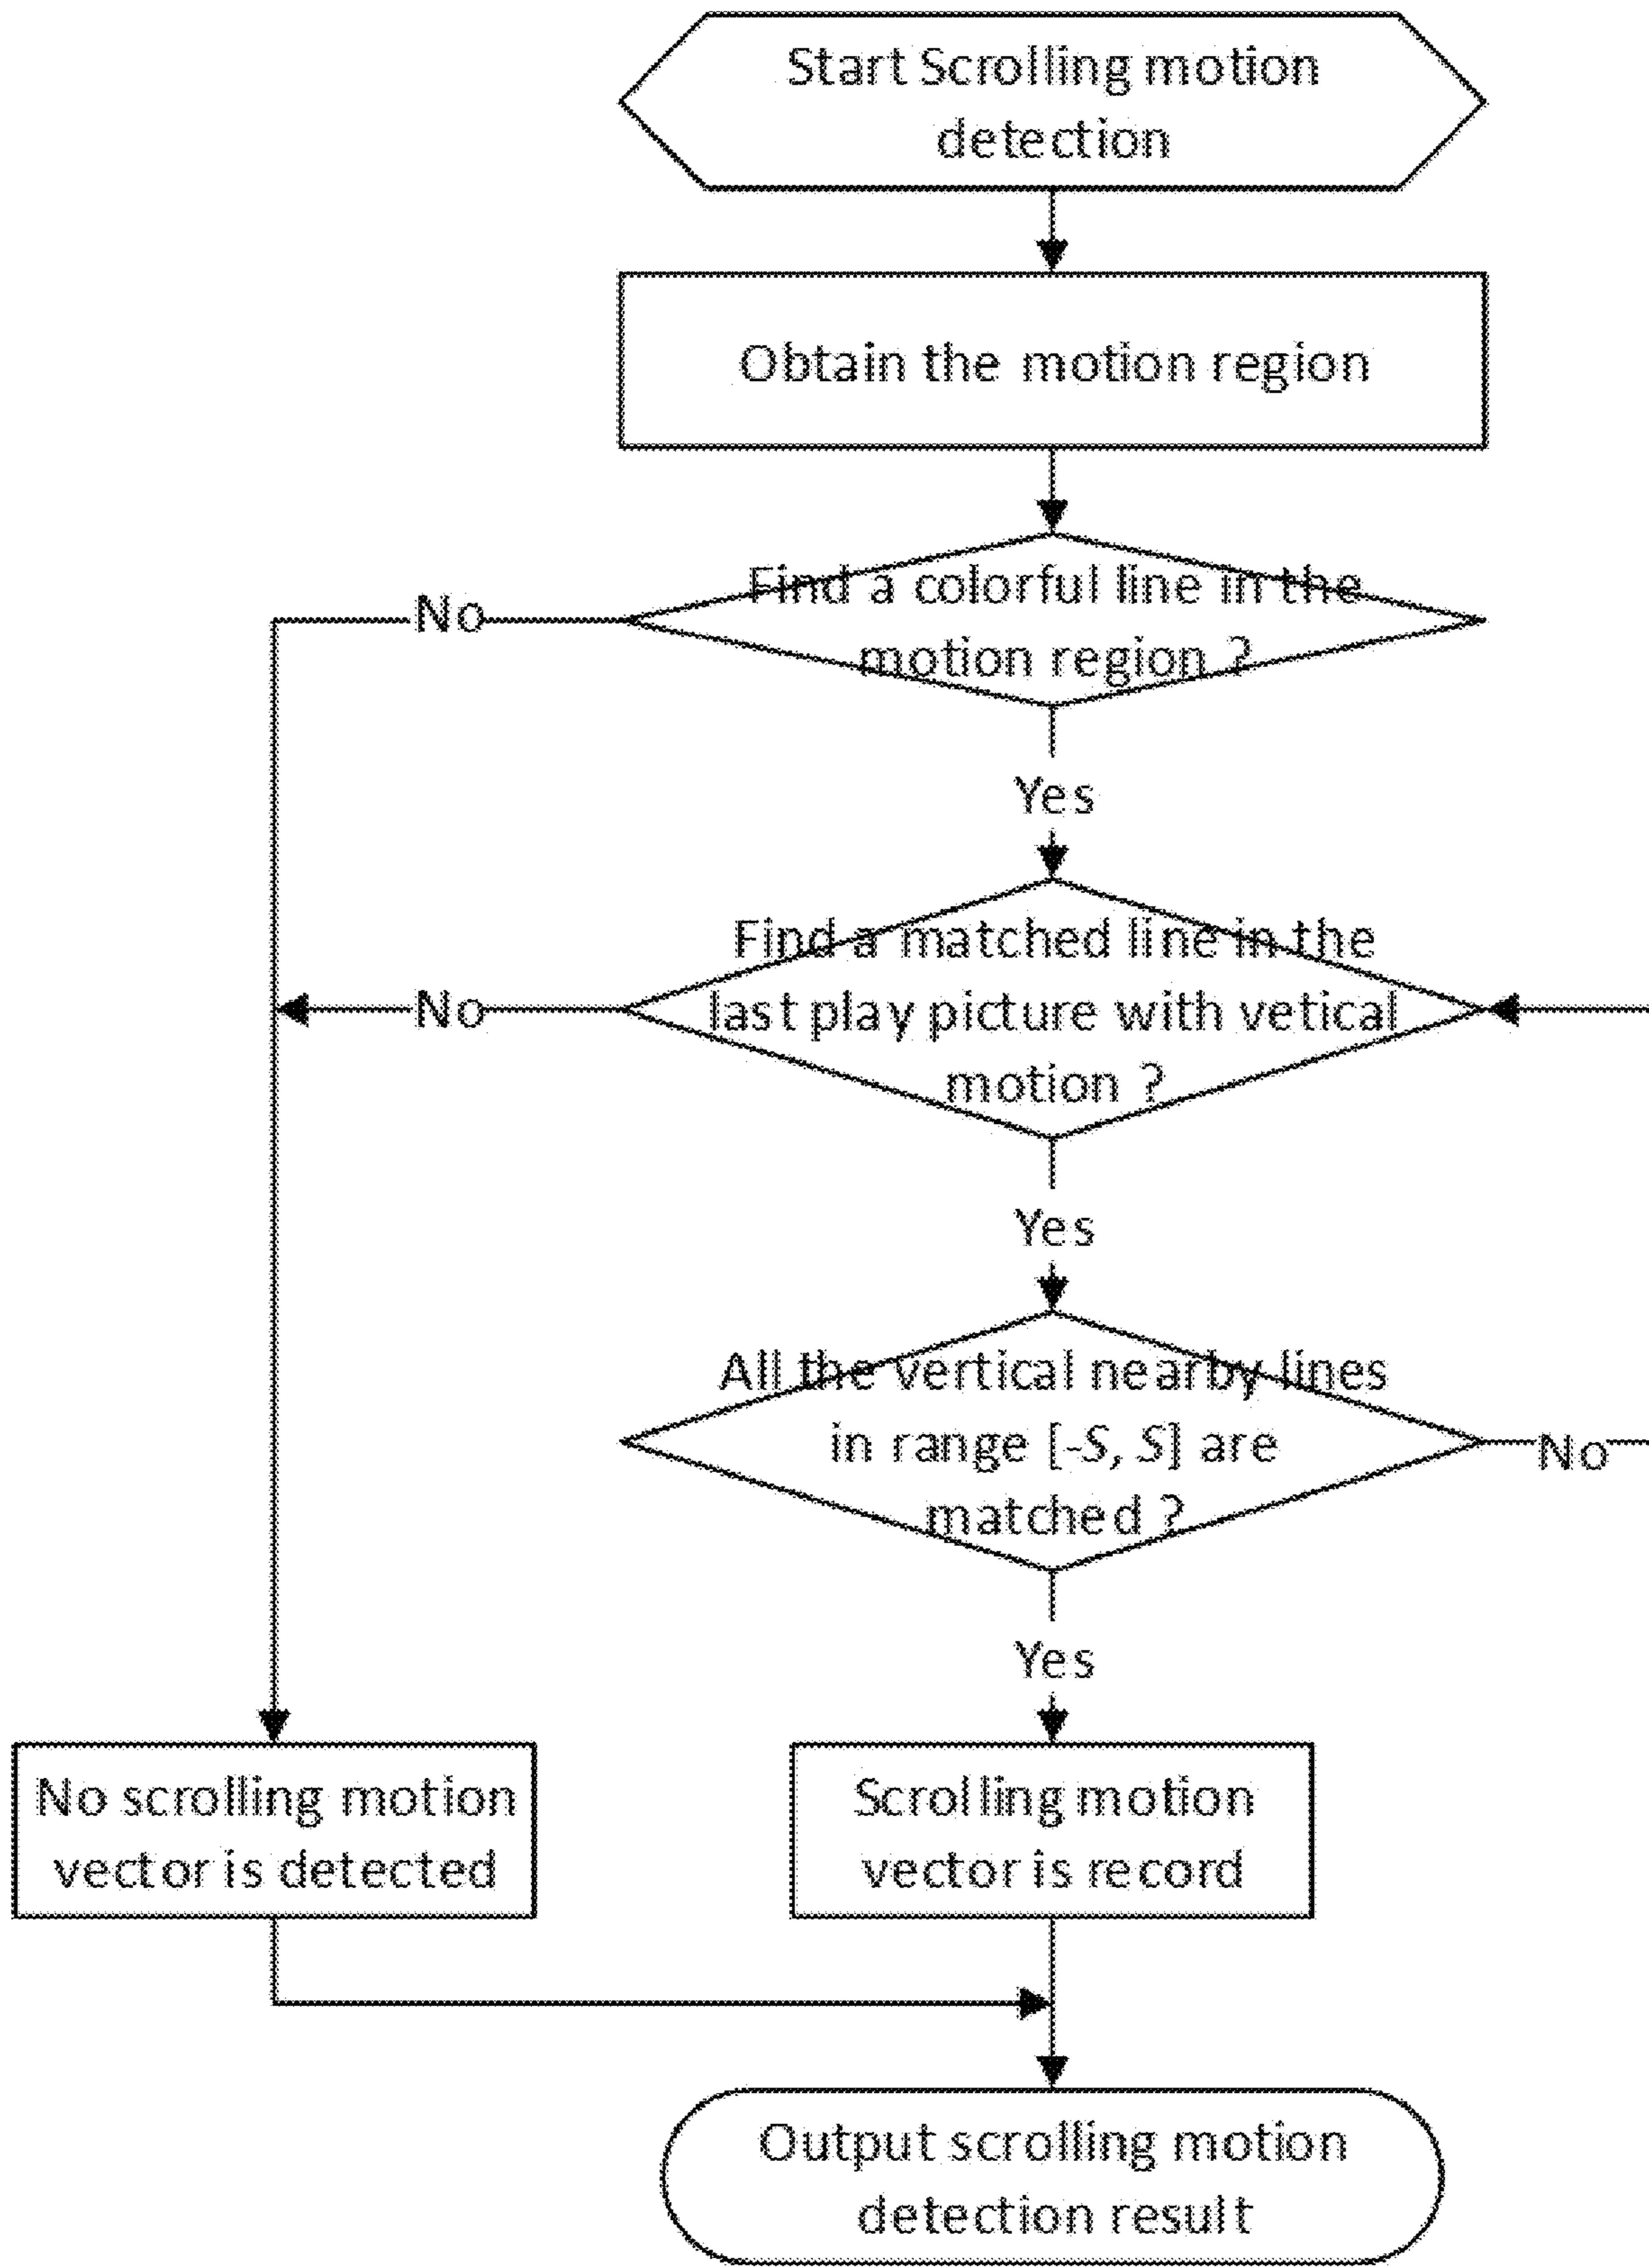 Start Scrolling motion
detection
Obtain the motion region
Find a colorful line in the
motion region ?
No
Yes
Find a matched line in the
last play picture with vetical
motion ?
No
Yes
All the vertical nearby lines
in range [-S, S] are
matched ?
No
Yes
No scrolling motion
vector is detected
Scrolling motion
vector is record
Output scrolling motion
detection result